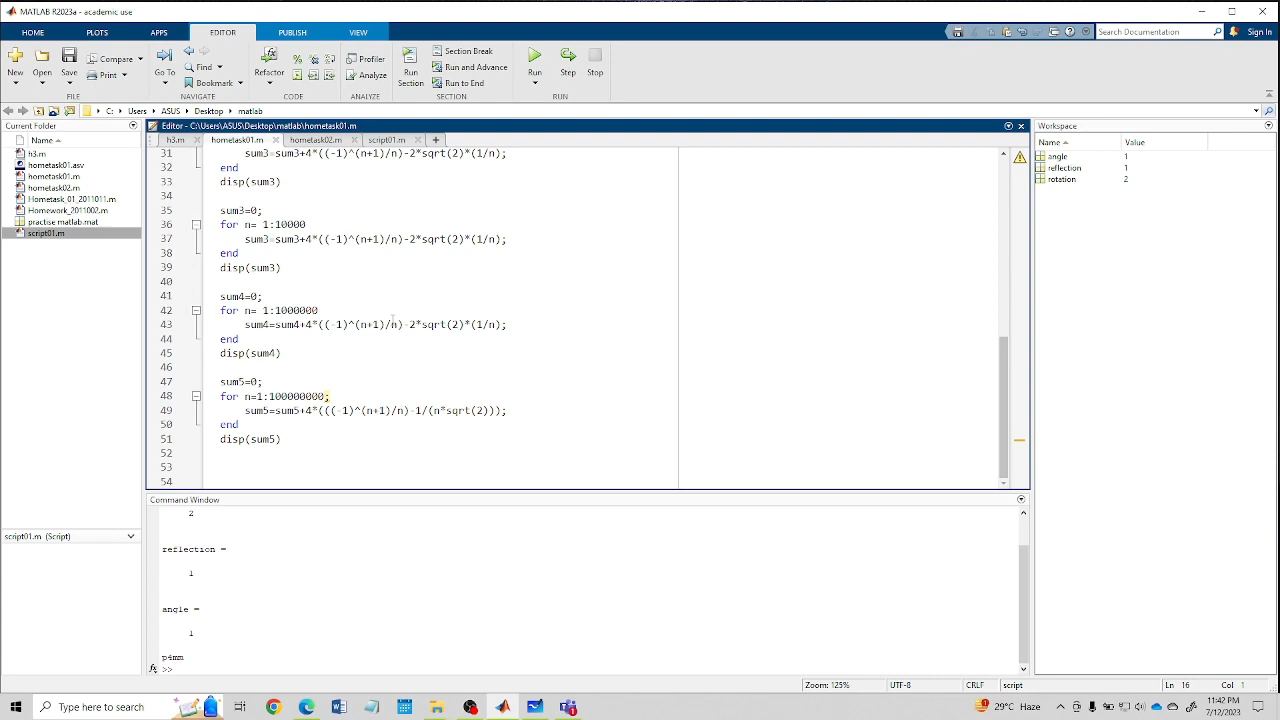 MATLAB R2023a - academic use
HOME PLOTS APPS EDITOR PUBLISH VIEW Search Documentation Sign In
New Open Save Compare Print Go To Find Bookmark Refactor Profiler Analyze Run Section Section Break Run and Advance Run to End Run Step Stop
FILE NAVIGATE CODE ANALYZE SECTION RUN
C: Users ASUS Desktop matlab
Current Folder
Name
h3.m
hometask01.asv
hometask01.m
hometask02.m
Hometask_01_2011011.m
Homework_2011002.m
practise matlab.mat
script01.m
script01.m (Script)
Editor - C:\Users\ASUS\Desktop\matlab\hometask01.m
h3.m hometask01.m hometask02.m script01.m
31 sum3=sum3+4*((-1)^(n+1)/n)-2*sqrt(2)*(1/n);
32 end
33 disp(sum3)
34
35 sum3=0;
36 for n= 1:10000
37 sum3=sum3+4*((-1)^(n+1)/n)-2*sqrt(2)*(1/n);
38 end
39 disp(sum3)
40
41 sum4=0;
42 for n= 1:1000000
43 sum4=sum4+4*((-1)^(n+1)/n)-2*sqrt(2)*(1/n);
44 end
45 disp(sum4)
46
47 sum5=0;
48 for n=1:100000000;
49 sum5=sum5+4*(((-1)^(n+1)/n)-1/(n*sqrt(2)));
50 end
51 disp(sum5)
52
53
54
Command Window
2
reflection =
1
angle =
1
p4mm
fx >>
Workspace
Name Value
angle 1
reflection 1
rotation 2
Zoom: 125% UTF-8 CRLF script Ln 16 Col 1
Type here to search
29°C Haze
11:42 PM
7/12/2023